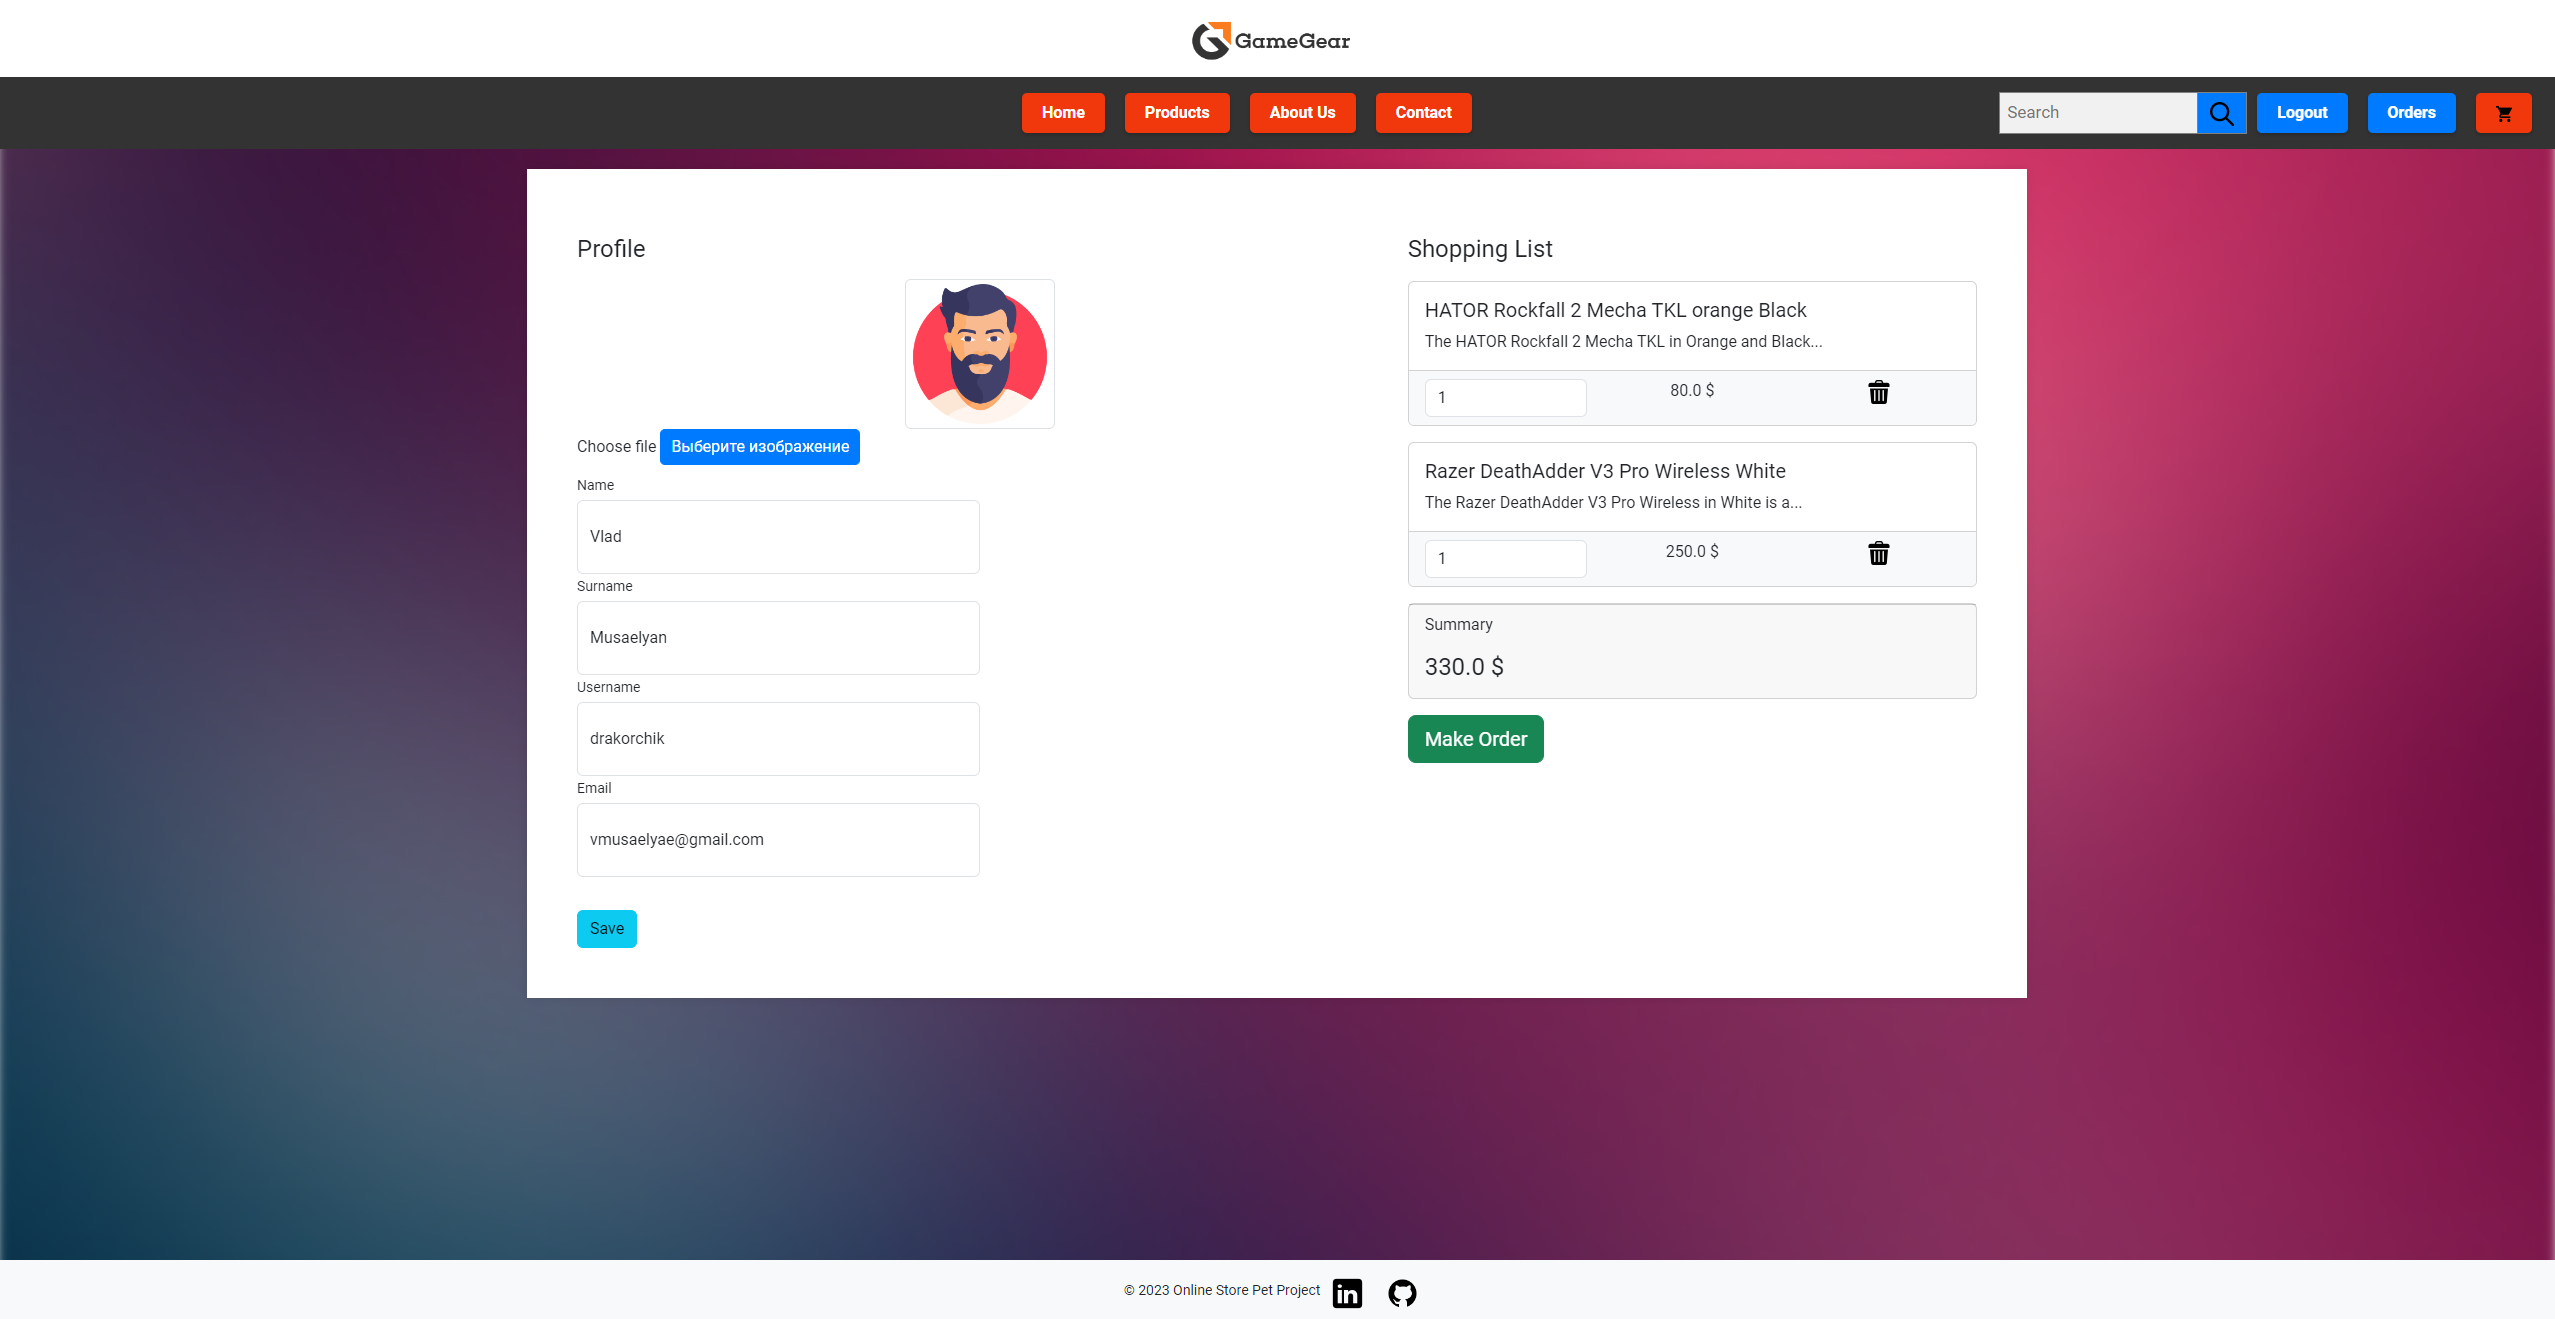 GameGear
Home
Products
About Us
Contact
Search
Logout
Orders
Profile
Choose file Выберите изображение
Name
Vlad
Surname
Musaelyan
Username
drakorchik
Email
vmusaelyae@gmail.com
Save
Shopping List
HATOR Rockfall 2 Mecha TKL orange Black
The HATOR Rockfall 2 Mecha TKL in Orange and Black...
1
80.0 $
Razer DeathAdder V3 Pro Wireless White
The Razer DeathAdder V3 Pro Wireless in White is a...
1
250.0 $
Summary
330.0 $
Make Order
© 2023 Online Store Pet Project
in